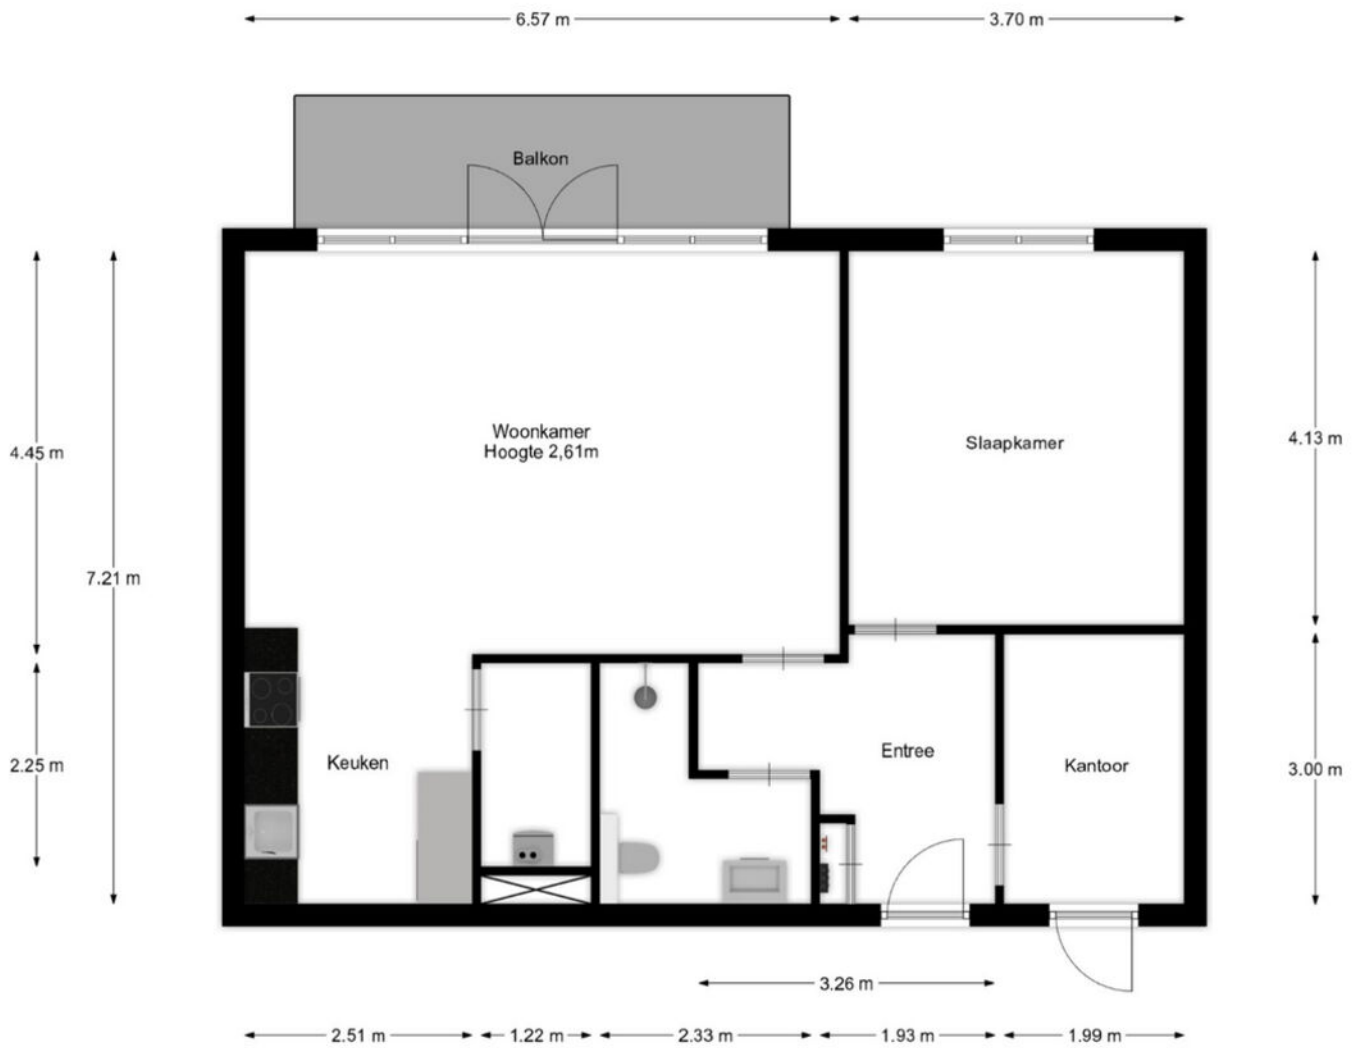 6.57 m
3.70 m
Balkon
Woonkamer
Hoogte 2,61m
Slaapkamer
4.45 m
4.13 m
7.21 m
Keuken
Entree
Kantoor
2.25 m
3.00 m
3.26 m
2.51 m
1.22 m
2.33 m
1.93 m
1.99 m